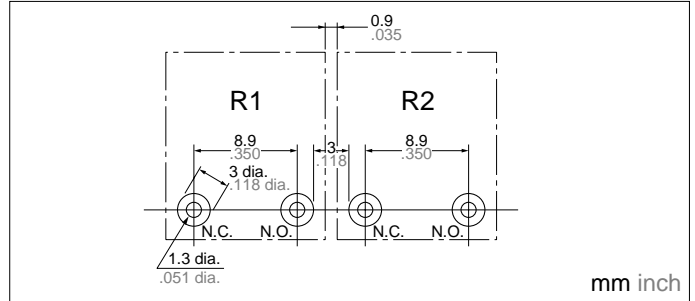 0.9
.035
R1
R2
8.9
.350
3.
.118
8.9
.350
3 dia.
.118 dia.
N.C.
N.O.
N.C.
N.O.
1.3 dia.
.051 dia.
mm inch